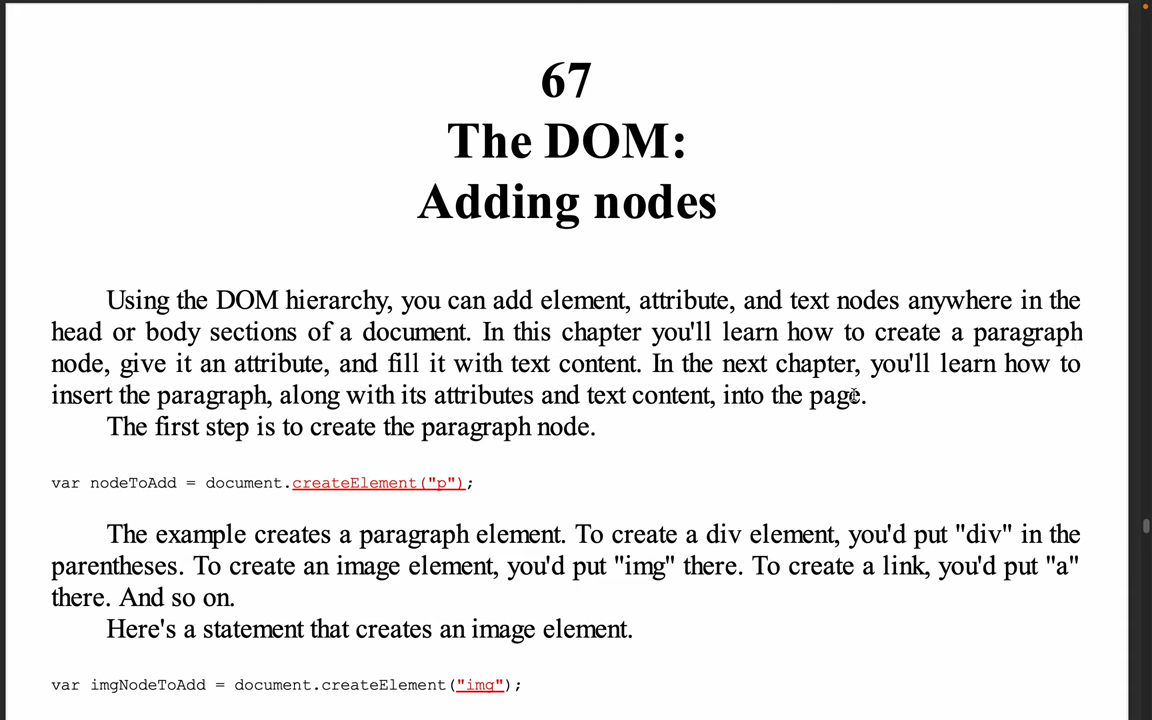 67
The DOM:
Adding nodes
Using the DOM hierarchy, you can add element, attribute, and text nodes anywhere in the
head or body sections of a document. In this chapter you'll learn how to create a paragraph
node, give it an attribute, and fill it with text content. In the next chapter, you'll learn how to
insert the paragraph, along with its attributes and text content, into the page.
The first step is to create the paragraph node.
var nodeToAdd = document.createElement("p");
The example creates a paragraph element. To create a div element, you'd put "div" in the
parentheses. To create an image element, you'd put "img" there. To create a link, you'd put "a"
there. And so on.
Here's a statement that creates an image element.
var imgNodeToAdd = document.createElement("img");